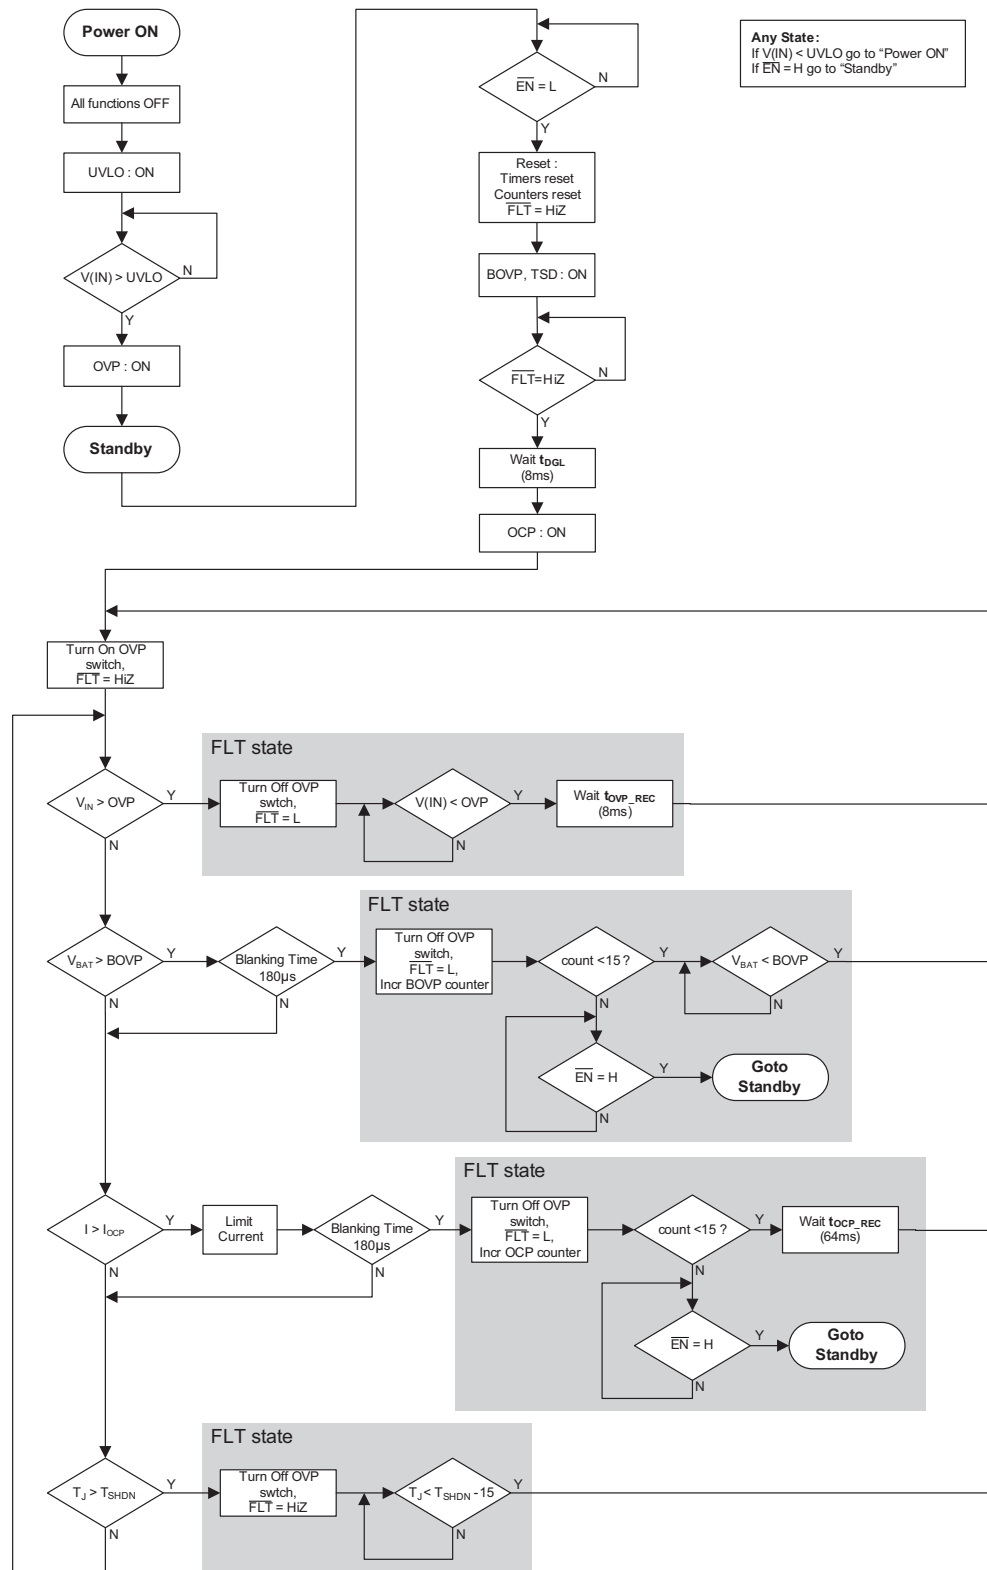 Power ON
All functions OFF
UVLO : ON
V(IN) > UVLO
N
Y
OVP : ON
Standby
EN = L
N
Y
Reset :
Timers reset
Counters reset
FLT = HiZ
BOVP, TSD : ON
FLT=HiZ
N
Y
Wait tDGL
(8ms)
OCP : ON
Any State:
If V(IN) < UVLO go to “Power ON”
If EN = H go to “Standby”
Turn On OVP
switch,
FLT = HiZ
VIN > OVP
Y
N
FLT state
Turn Off OVP
swtch,
FLT = L
V(IN) < OVP
Y
N
Wait tOVP_REC
(8ms)
VBAT > BOVP
Y
N
Blanking Time
180µs
Y
N
FLT state
Turn Off OVP
switch,
FLT = L,
Incr BOVP counter
count <15 ?
Y
N
VBAT < BOVP
Y
N
EN = H
Y
N
Goto
Standby
I > IOCP
Y
N
Limit
Current
Blanking Time
180µs
Y
N
FLT state
Turn Off OVP
switch,
FLT = L,
Incr OCP counter
count <15 ?
Y
N
Wait tOCP_REC
(64ms)
EN = H
Y
N
Goto
Standby
TJ > TSHDN
Y
N
FLT state
Turn Off OVP
swtch,
FLT = HiZ
TJ < TSHDN - 15
Y
N